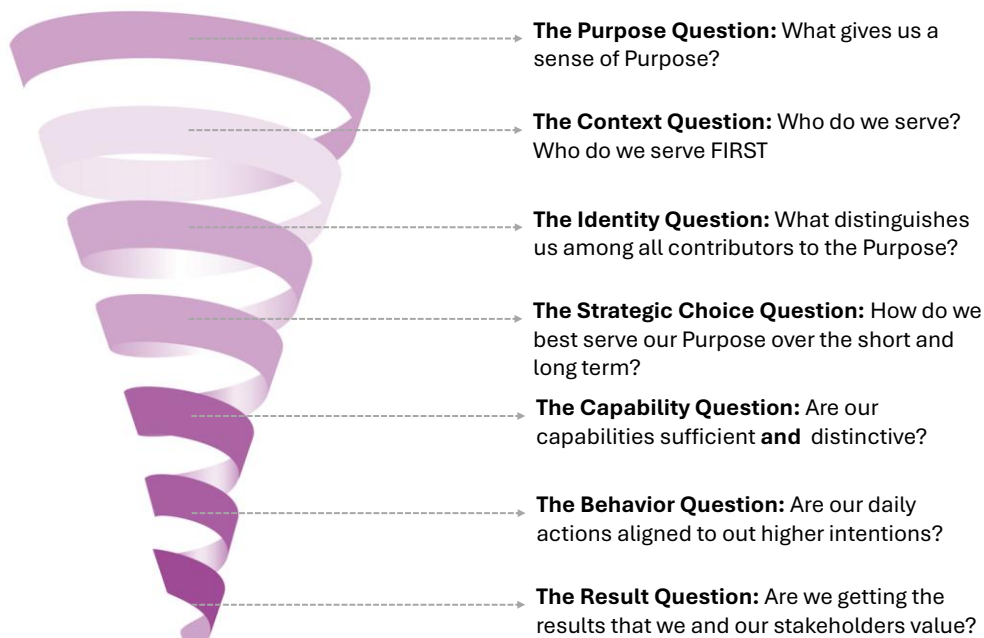 The Purpose Question: What gives us a
sense of Purpose?
The Context Question: Who do we serve?
Who do we serve FIRST
The Identity Question: What distinguishes
us among all contributors to the Purpose?
The Strategic Choice Question: How do we
best serve our Purpose over the short and
long term?
The Capability Question: Are our
capabilities sufficient and distinctive?
The Behavior Question: Are our daily
actions aligned to out higher intentions?
The Result Question: Are we getting the
results that we and our stakeholders value?